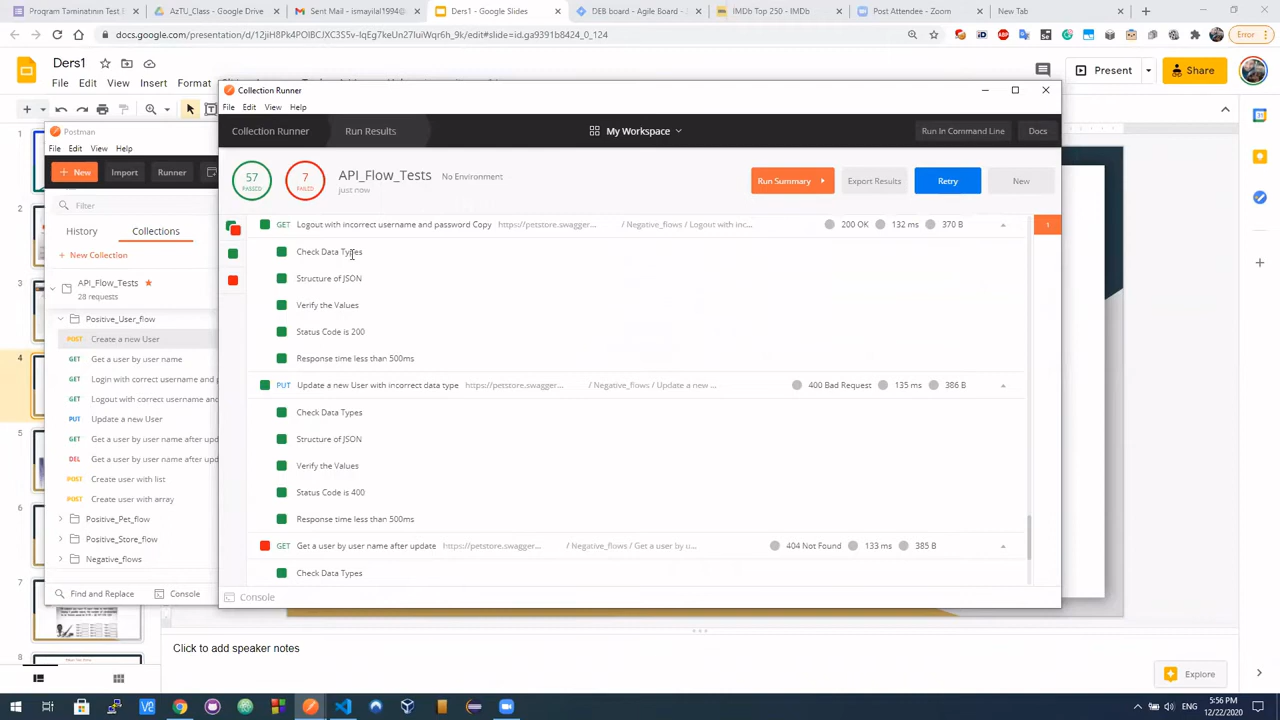 Program Tanimtinin Test
AzTU_Class - Google Drive
Sent Mail - ismayilal1994@
Ders1 - Google Slides
DEB board - Agile Board -
IMDb Top 250 - IMDb
Post Attendee - Zoom
New Tab
docs.google.com/presentation/d/
/edit#slide=id.ga9391b8424_0_124
Error
Ders1
File Edit View Insert
Present
Share
Collection Runner
File Edit View Help
Postman
File Edit View Help
Collection Runner
Run Results
My Workspace
Run In Command Line
Docs
New
Import
Runner
57
PASSED
7
FAILED
API_Flow_Tests
No Environment
just now
Run Summary
Export Results
Retry
New
Filter
History
Collections
+ New Collection
API_Flow_Tests
28 requests
Positive_User_flow
POST Create a new User
GET Get a user by user name
GET Login with correct username and
GET Logout with correct username and
PUT Update a new User
GET Get a user by user name after upd
DEL Get a user by user name after upd
POST Create user with list
POST Create user with array
Positive_Pet_flow
Positive_Store_flow
Negative_flows
Find and Replace
Console
1
GET Logout with incorrect username and password Copy https://petstore.swagger... / Negative_flows / Logout with inc... 200 OK 132 ms 370 B
Check Data Types
Structure of JSON
Verify the Values
Status Code is 200
Response time less than 500ms
PUT Update a new User with incorrect data type https://petstore.swagger... / Negative_flows / Update a new ... 400 Bad Request 135 ms 386 B
Check Data Types
Structure of JSON
Verify the Values
Status Code is 400
Response time less than 500ms
GET Get a user by user name after update https://petstore.swagger... / Negative_flows / Get a user by u... 404 Not Found 133 ms 385 B
Check Data Types
Console
1
2
3
4
5
6
7
8
Click to add speaker notes
Explore
ENG
5:56 PM
12/22/2020